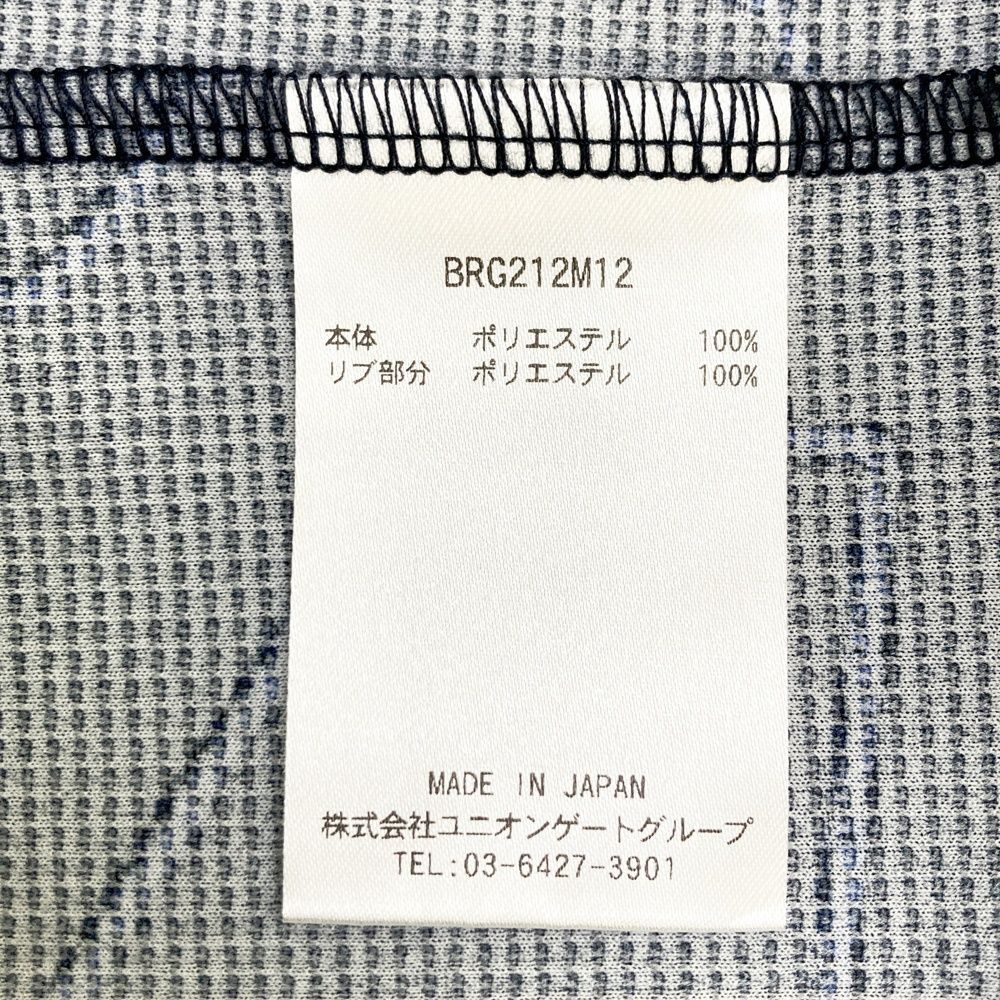 BRG212M12
本体 ポリエステル 100%
リブ部分 ポリエステル 100%
MADE IN JAPAN
株式会社ユニオンゲートグループ
TEL:03-6427-3901